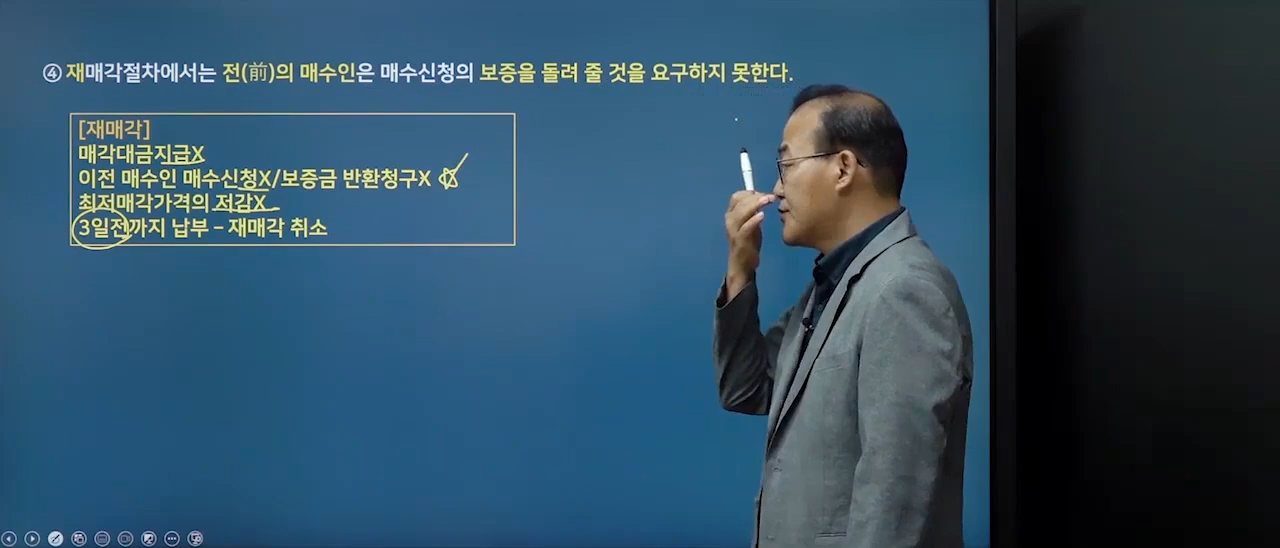 ④ 재매각절차에서는 전(前)의 매수인은 매수신청의 보증을 돌려 줄 것을 요구하지 못한다.
[재매각]
매각대금지급X
이전 매수인 매수신청X/보증금 반환청구X
최저매각가격의 저감X
3일전까지 납부 – 재매각 취소